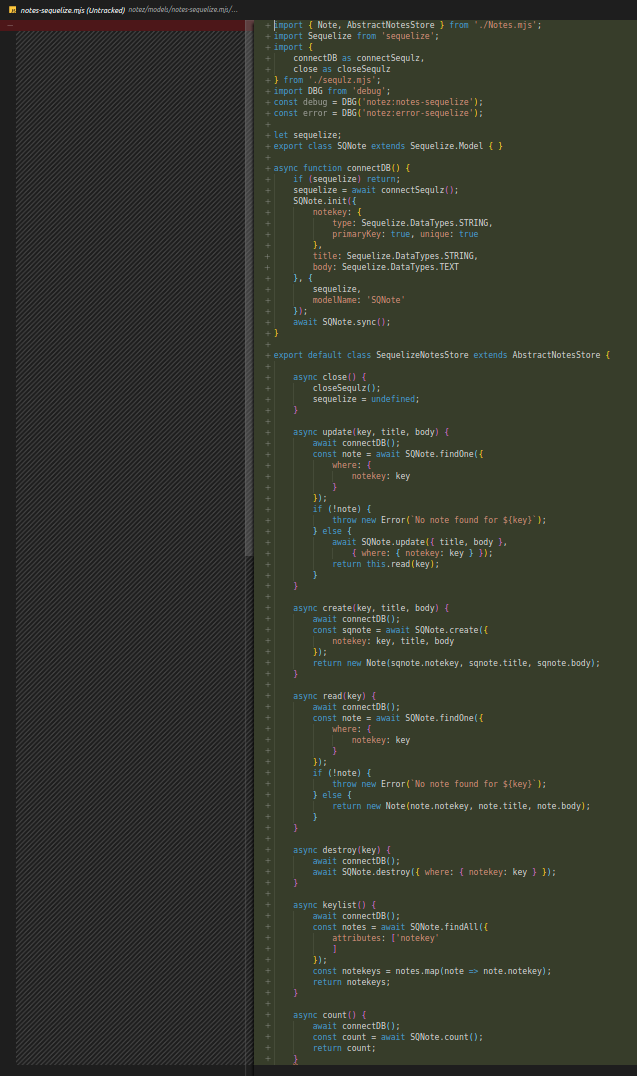 notes-sequelize.mjs (Untracked) notez/models/notes-sequelize.mjs/...
import { Note, AbstractNotesStore } from './Notes.mjs';
import Sequelize from 'sequelize';
import {
    connectDB as connectSequlz,
    close as closeSequlz
} from './sequlz.mjs';
import DBG from 'debug';
const debug = DBG('notez:notes-sequelize');
const error = DBG('notez:error-sequelize');

let sequelize;
export class SQNote extends Sequelize.Model { }

async function connectDB() {
    if (sequelize) return;
    sequelize = await connectSequlz();
    SQNote.init({
        notekey: {
            type: Sequelize.DataTypes.STRING,
            primaryKey: true, unique: true
        },
        title: Sequelize.DataTypes.STRING,
        body: Sequelize.DataTypes.TEXT
    }, {
        sequelize,
        modelName: 'SQNote'
    });
    await SQNote.sync();
}

export default class SequelizeNotesStore extends AbstractNotesStore {

    async close() {
        closeSequlz();
        sequelize = undefined;
    }

    async update(key, title, body) {
        await connectDB();
        const note = await SQNote.findOne({
            where: {
                notekey: key
            }
        });
        if (!note) {
            throw new Error(`No note found for ${key}`);
        } else {
            await SQNote.update({ title, body },
                { where: { notekey: key } });
            return this.read(key);
        }
    }

    async create(key, title, body) {
        await connectDB();
        const sqnote = await SQNote.create({
            notekey: key, title, body
        });
        return new Note(sqnote.notekey, sqnote.title, sqnote.body);
    }

    async read(key) {
        await connectDB();
        const note = await SQNote.findOne({
            where: {
                notekey: key
            }
        });
        if (!note) {
            throw new Error(`No note found for ${key}`);
        } else {
            return new Note(note.notekey, note.title, note.body);
        }
    }

    async destroy(key) {
        await connectDB();
        await SQNote.destroy({ where: { notekey: key } });
    }

    async keylist() {
        await connectDB();
        const notes = await SQNote.findAll({
            attributes: ['notekey'
            ]
        });
        const notekeys = notes.map(note => note.notekey);
        return notekeys;
    }

    async count() {
        await connectDB();
        const count = await SQNote.count();
        return count;
    }